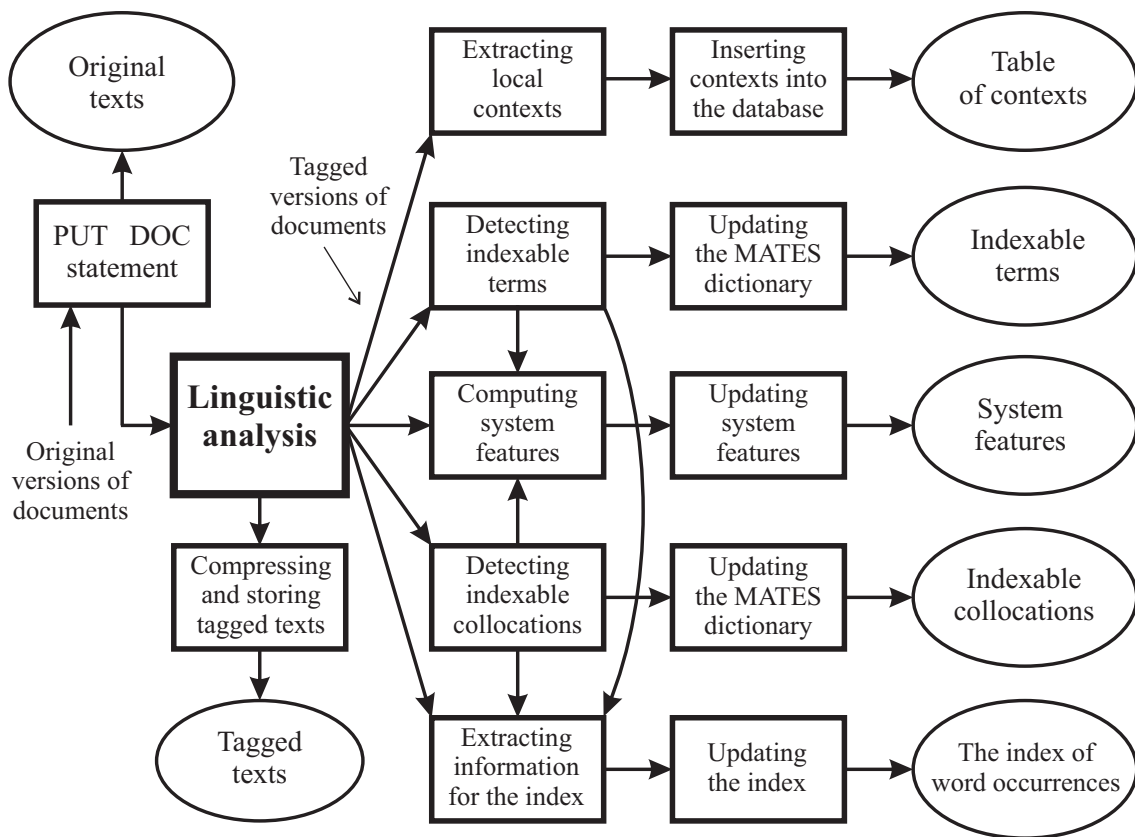 Original
texts
PUT DOC
statement
Original
versions of
documents
Linguistic
analysis
Compressing
and storing
tagged texts
Tagged
texts
Tagged
versions of
documents
Extracting
local
contexts
Inserting
contexts into
the database
Table
of contexts
Detecting
indexable
terms
Updating
the MATES
dictionary
Indexable
terms
Computing
system
features
Updating
system
features
System
features
Detecting
indexable
collocations
Updating
the MATES
dictionary
Indexable
collocations
Extracting
information
for the index
Updating
the index
The index of
word occurrences